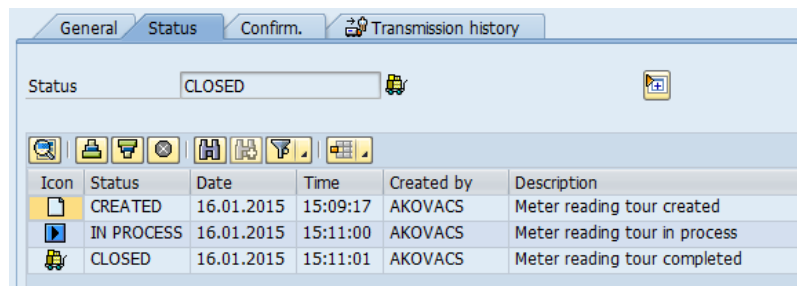 General Status Confirm. Transmission history
Status CLOSED
Icon Status Date Time Created by Description
CREATED 16.01.2015 15:09:17 AKOVACS Meter reading tour created
IN PROCESS 16.01.2015 15:11:00 AKOVACS Meter reading tour in process
CLOSED 16.01.2015 15:11:01 AKOVACS Meter reading tour completed